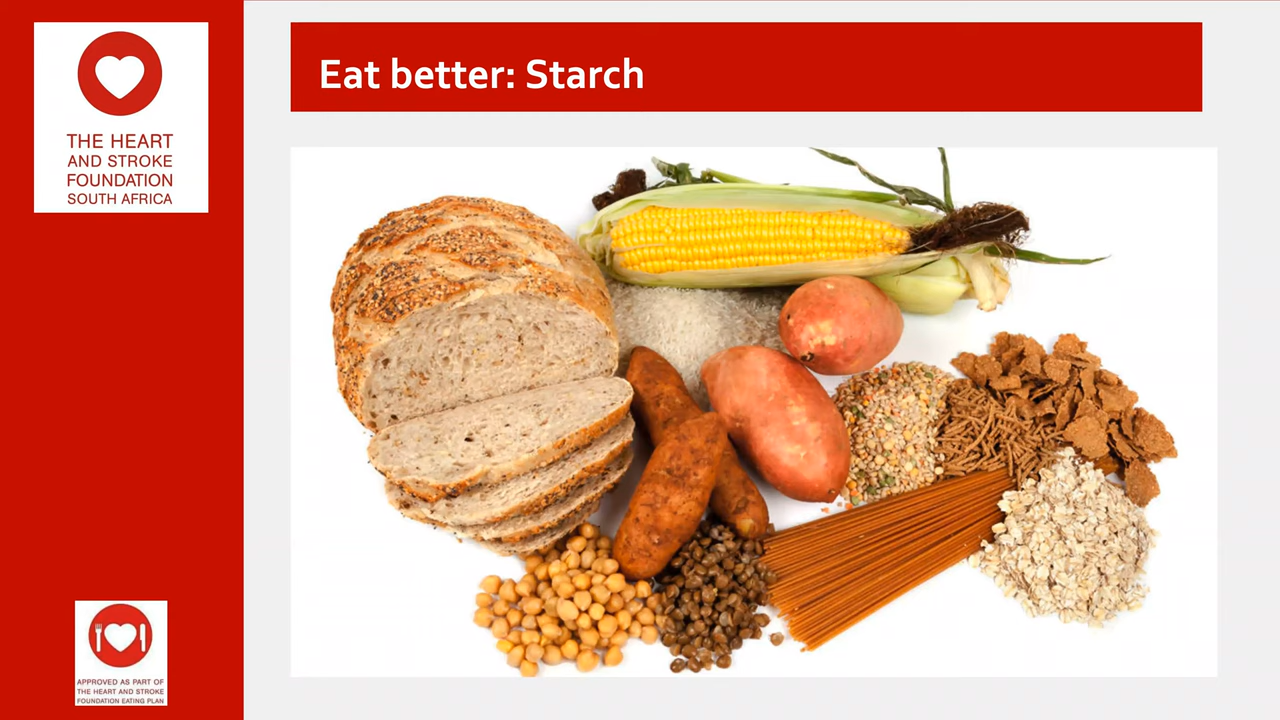 Eat better: Starch
THE HEART
AND STROKE
FOUNDATION
SOUTH AFRICA
APPROVED AS PART OF
THE HEART AND STROKE
FOUNDATION EATING PLAN